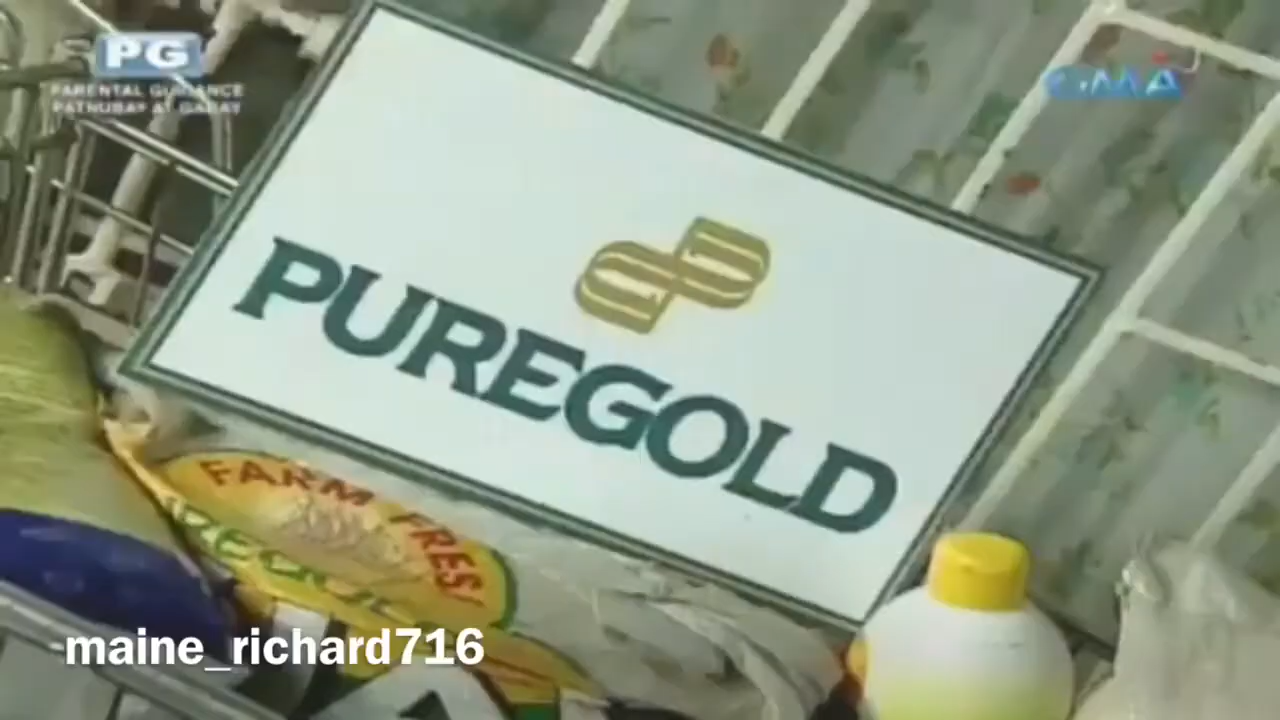 PG
PARENTAL GUIDANCE
PATNUBAY AT GABAY
GMA
PUREGOLD
FARM FRESH
maine_richard716